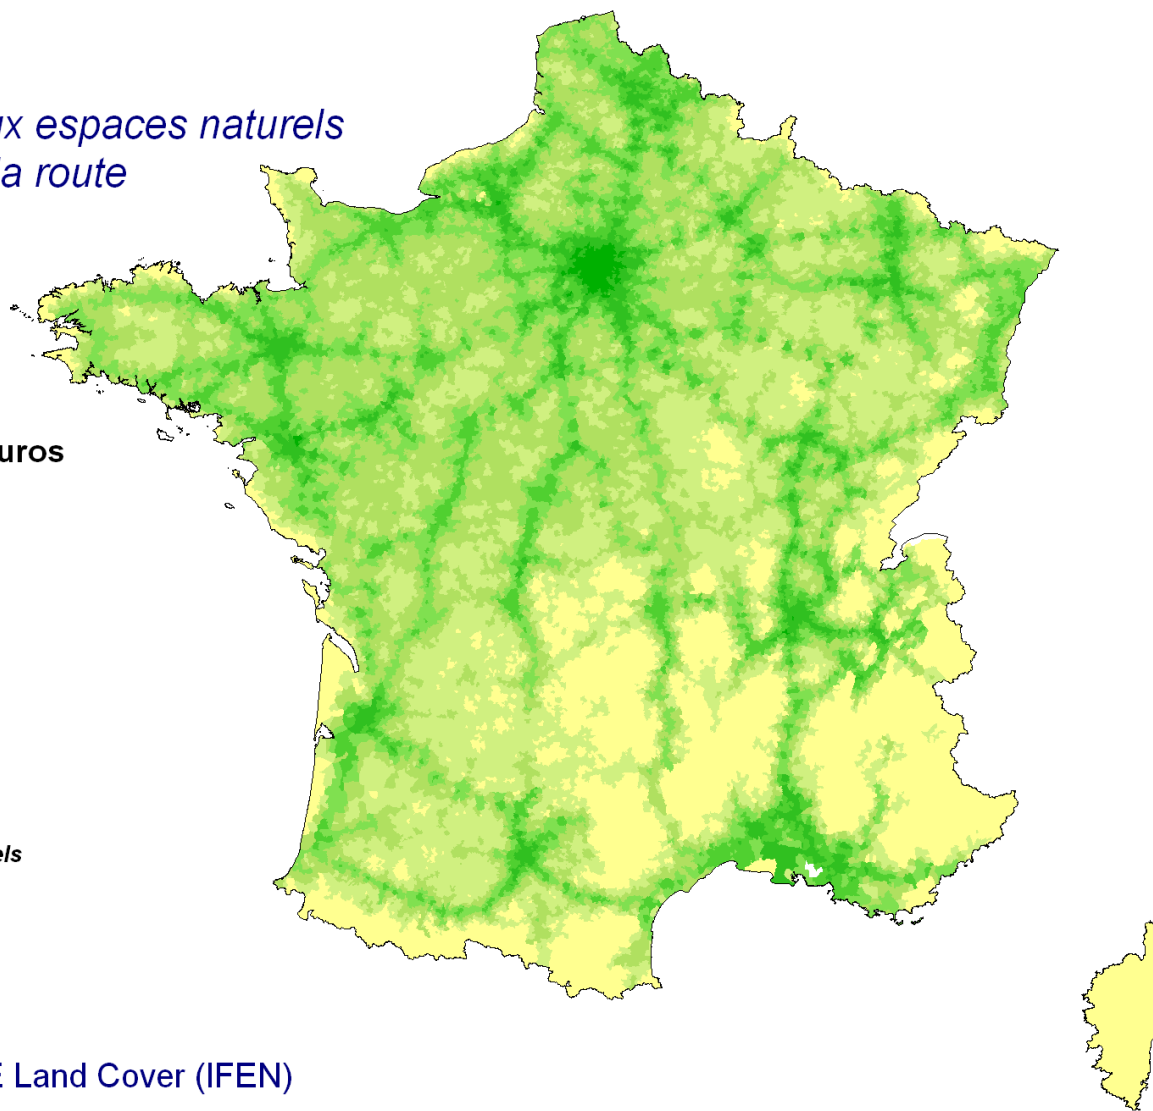 ux espaces naturels
la route
uros
els
E Land Cover (IFEN)